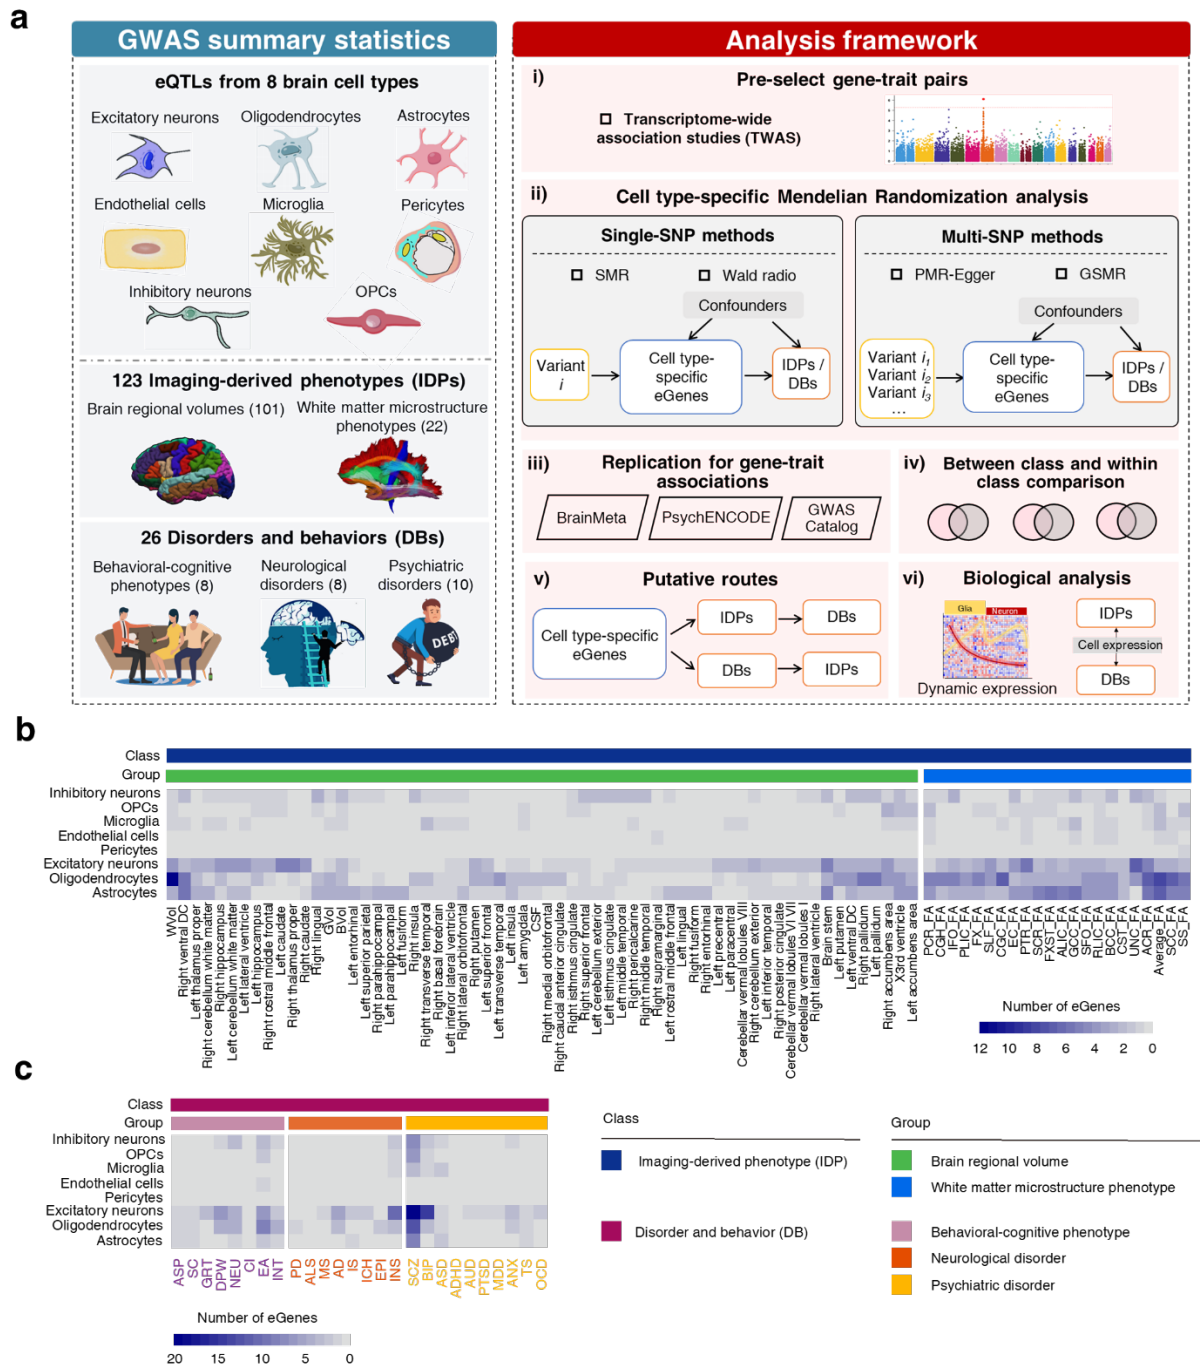 a
GWAS summary statistics
eQTLs from 8 brain cell types
Excitatory neurons
Oligodendrocytes
Astrocytes
Endothelial cells
Microglia
Pericytes
Inhibitory neurons
OPCs
123 Imaging-derived phenotypes (IDPs)
Brain regional volumes (101)
White matter microstructure
phenotypes (22)
26 Disorders and behaviors (DBs)
Behavioral-cognitive
phenotypes (8)
Neurological
disorders (8)
Psychiatric
disorders (10)
DEBT
Analysis framework
i)
Pre-select gene-trait pairs
Transcriptome-wide
association studies (TWAS)
ii)
Cell type-specific Mendelian Randomization analysis
Single-SNP methods
SMR
Wald radio
Confounders
Variant
i
Cell type-
specific
eGenes
IDPs /
DBs
Multi-SNP methods
PMR-Egger
GSMR
Confounders
Variant i1
Variant i2
Variant i3
...
Cell type-
specific
eGenes
IDPs /
DBs
iii)
Replication for gene-trait
associations
BrainMeta
PsychENCODE
GWAS
Catalog
iv)
Between class and within
class comparison
v)
Putative routes
Cell type-specific
eGenes
IDPs
DBs
DBs
IDPs
vi)
Biological analysis
Glia
Neuron
Dynamic expression
IDPs
Cell expression
DBs
b
Class
Group
Inhibitory neurons
OPCs
Microglia
Endothelial cells
Pericytes
Excitatory neurons
Oligodendrocytes
Astrocytes
WVol
Right ventral DC
Left thalamus proper
Right cerebellum white matter
Right hippocampus
Left cerebellum white matter
Left lateral ventricle
Left hippocampus
Right rostral middle frontal
Left caudate
Right thalamus proper
Right caudate
Right lingual
GVol
BVol
Left entorhinal
Left superior parietal
Right parahippocampal
Left parahippocampal
Left fusiform
Right insula
Right transverse temporal
Right basal forebrain
Left inferior lateral ventricle
Right lateral orbitofrontal
Right putamen
Left superior frontal
Left transverse temporal
Left insula
Left amygdala
CSF
Right medial orbitofrontal
Right caudal anterior cingulate
Right isthmus cingulate
Right superior frontal
Left cerebellum exterior
Left isthmus cingulate
Left middle temporal
Right pericalcarine
Right middle temporal
Right supramarginal
Left rostral middle frontal
Left lingual
Right fusiform
Right entorhinal
Left precentral
Left paracentral
Cerebellar vermal lobules VIII
Right cerebellum exterior
Left inferior temporal
Right posterior cingulate
Cerebellar vermal lobules VI VII
Cerebellar vermal lobules I
Right lateral ventricle
Brain stem
Left putamen
Left ventral DC
Right pallidum
Left pallidum
Right accumbens area
X3rd ventricle
Left accumbens area
PCR_FA
CGH_FA
IFO_FA
PLIC_FA
FX_FA
SLF_FA
CGC_FA
EC_FA
PTR_FA
SCR_FA
FXST_FA
ALIC_FA
GCC_FA
SFO_FA
RLIC_FA
BCC_FA
CST_FA
UNC_FA
ACR_FA
Average_FA
SCC_FA
SS_FA
Number of eGenes
12 10 8 6 4 2 0
c
Class
Group
Inhibitory neurons
OPCs
Microglia
Endothelial cells
Pericytes
Excitatory neurons
Oligodendrocytes
Astrocytes
ASP
SC
GRT
DPW
NEU
CI
EA
INT
PD
ALS
MS
AD
IS
ICH
EPI
INS
SCZ
BIP
ASD
ADHD
AUD
PTSD
MDD
ANX
TS
OCD
Number of eGenes
20 15 10 5 0
Class
Imaging-derived phenotype (IDP)
Disorder and behavior (DB)
Group
Brain regional volume
White matter microstructure phenotype
Behavioral-cognitive phenotype
Neurological disorder
Psychiatric disorder